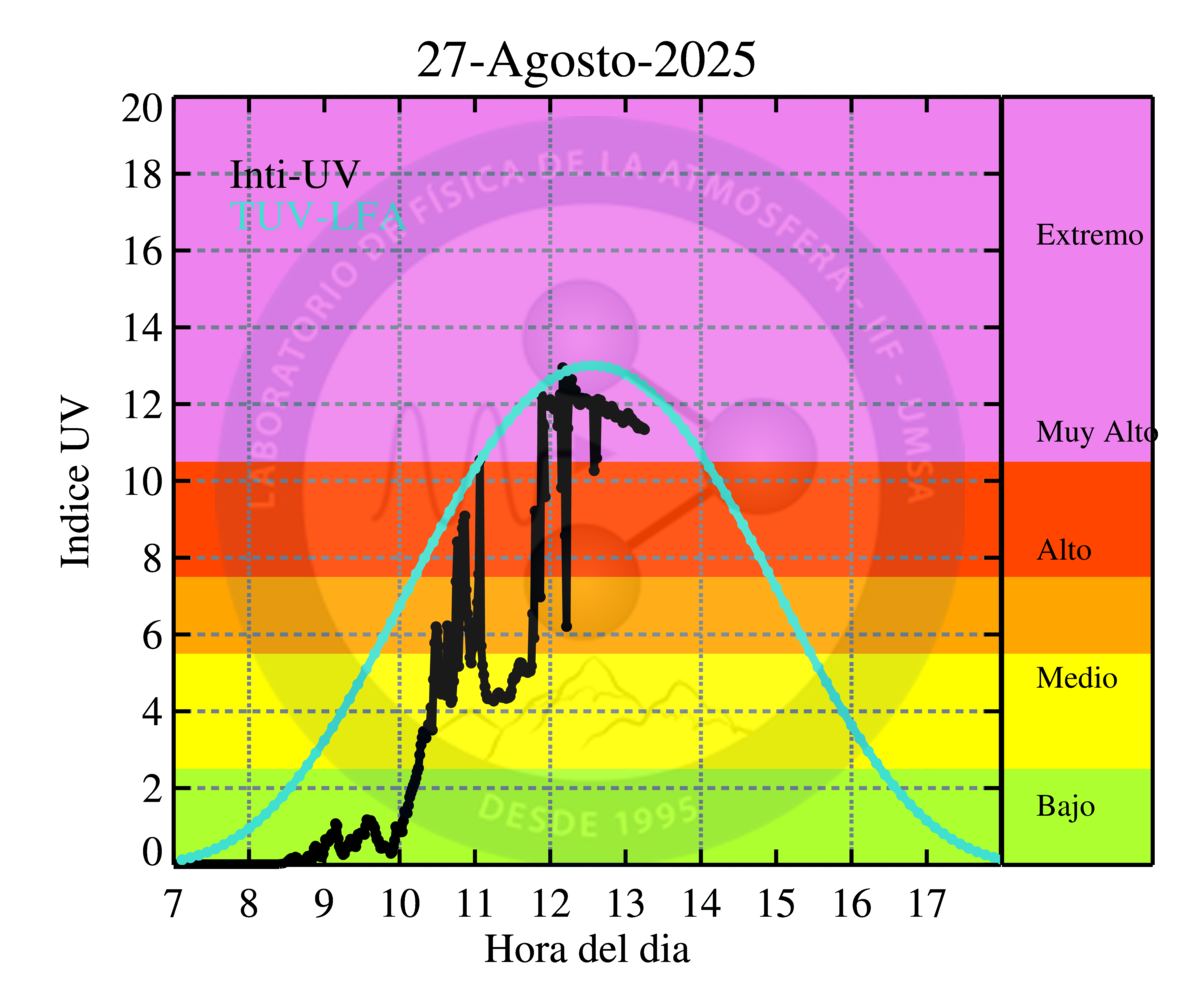 27-Agosto-2025
20
18
16
14
12
10
8
6
4
2
0
Indice UV
Inti-UV
TUV-LFA
LABORATORIO DE FÍSICA DE LA ATMÓSFERA - IIF - UMSA
DESDE 1995
Extremo
Muy Alto
Alto
Medio
Bajo
7 8 9 10 11 12 13 14 15 16 17
Hora del dia